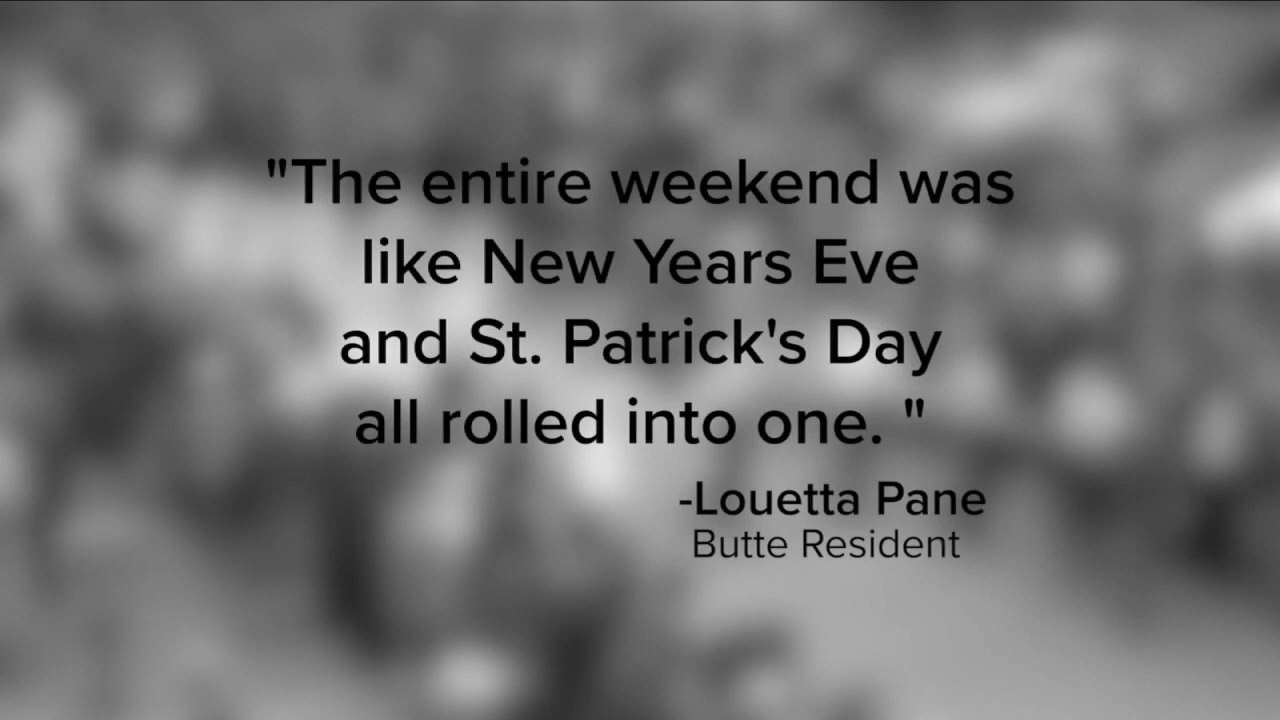 "The entire weekend was
like New Years Eve
and St. Patrick's Day
all rolled into one. "
-Louetta Pane
Butte Resident